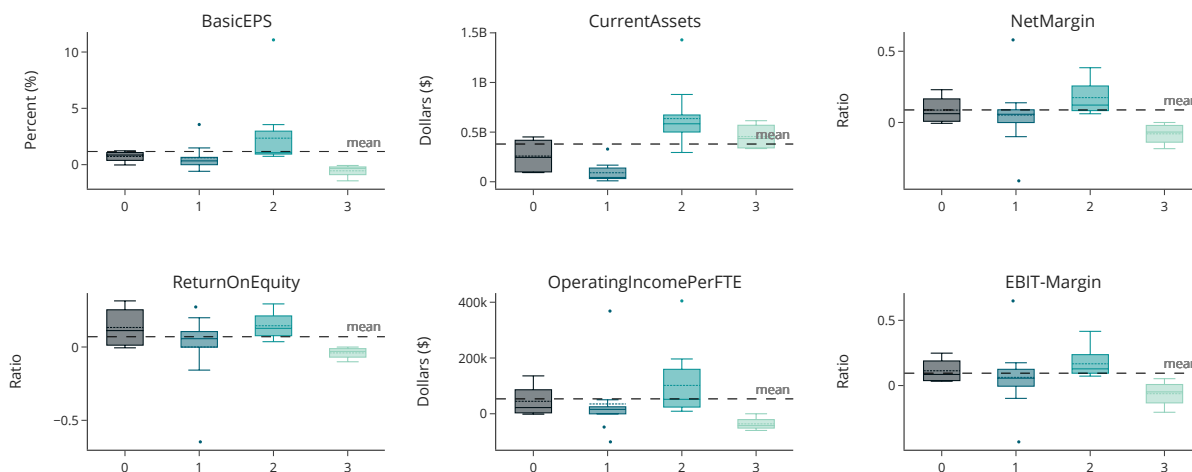 BasicEPS
Percent (%)
10
5
0
mean
0 1 2 3
CurrentAssets
Dollars ($)
1.5B
1B
0.5B
0
mean
0 1 2 3
NetMargin
Ratio
0.5
0
mean
0 1 2 3
ReturnOnEquity
Ratio
0
−0.5
mean
0 1 2 3
OperatingIncomePerFTE
Dollars ($)
400k
200k
0
mean
0 1 2 3
EBIT-Margin
Ratio
0.5
0
mean
0 1 2 3